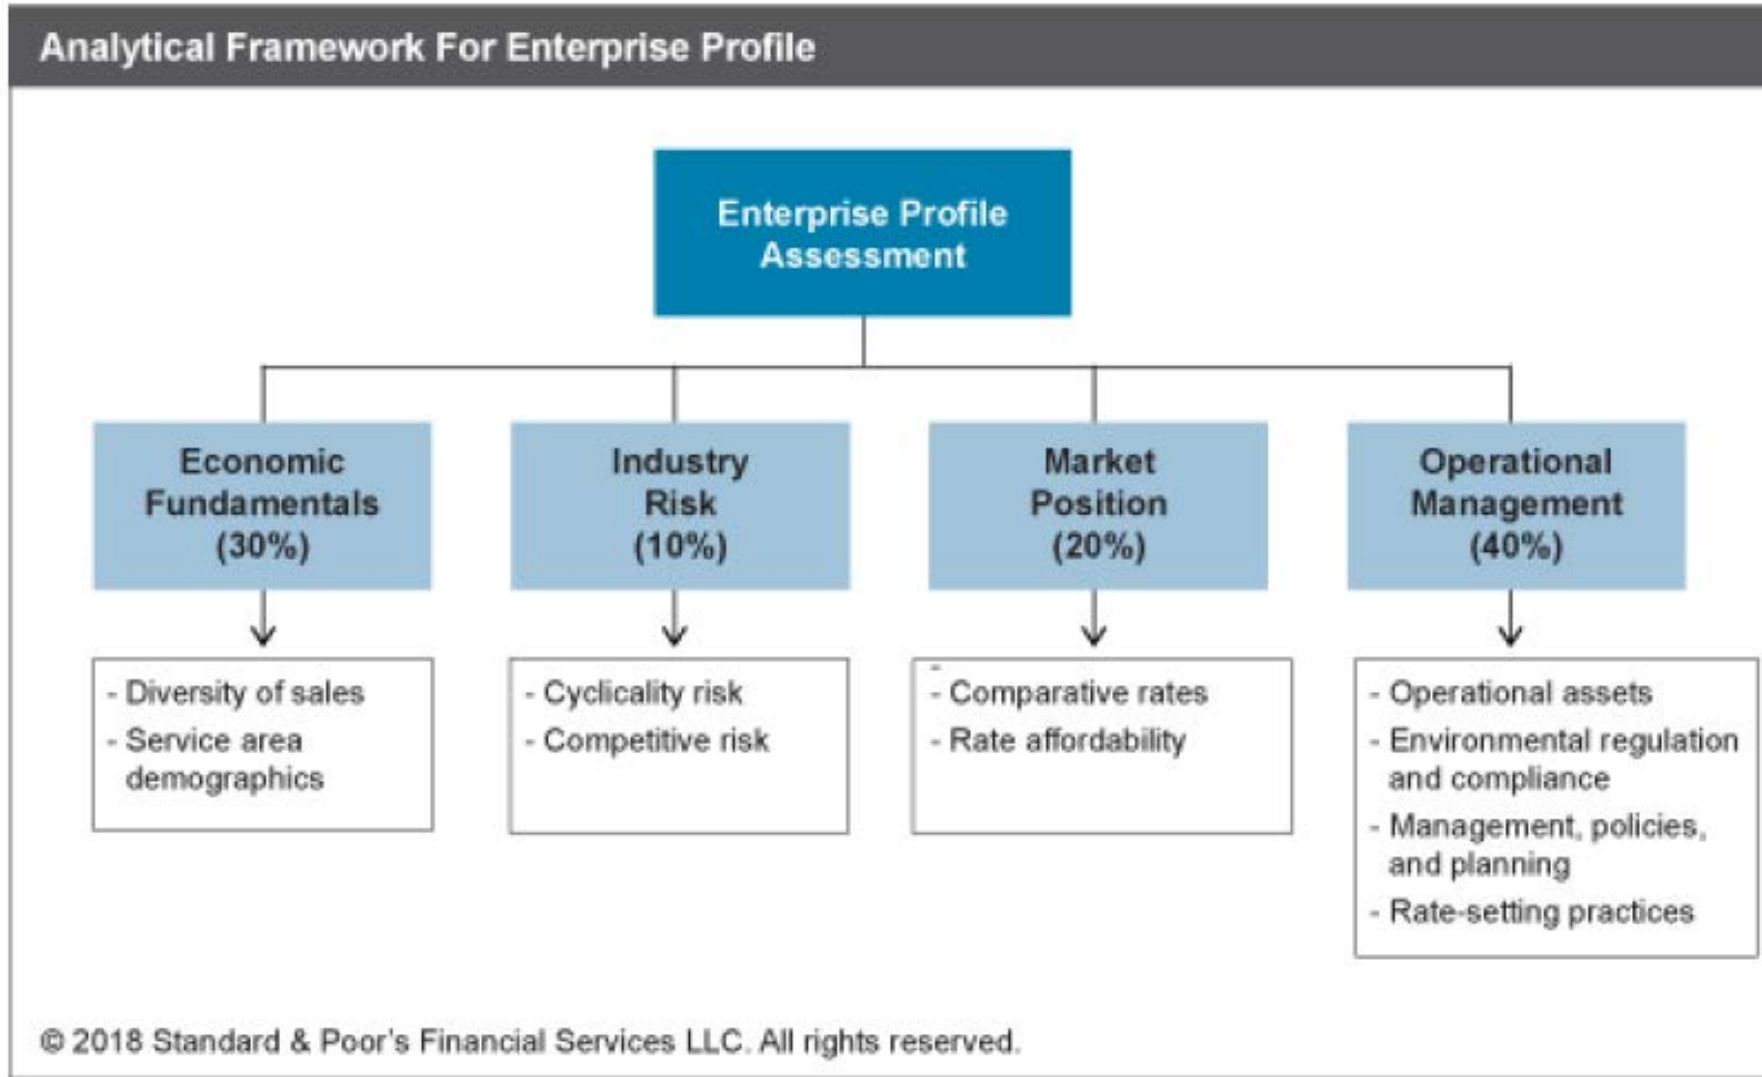 Analytical Framework For Enterprise Profile
Enterprise Profile
Assessment
Economic
Fundamentals
(30%)
Industry
Risk
(10%)
Market
Position
(20%)
Operational
Management
(40%)
- Diversity of sales
- Service area
demographics
- Cyclicality risk
- Competitive risk
-
- Comparative rates
- Rate affordability
- Operational assets
- Environmental regulation
and compliance
- Management, policies,
and planning
- Rate-setting practices
© 2018 Standard & Poor's Financial Services LLC. All rights reserved.